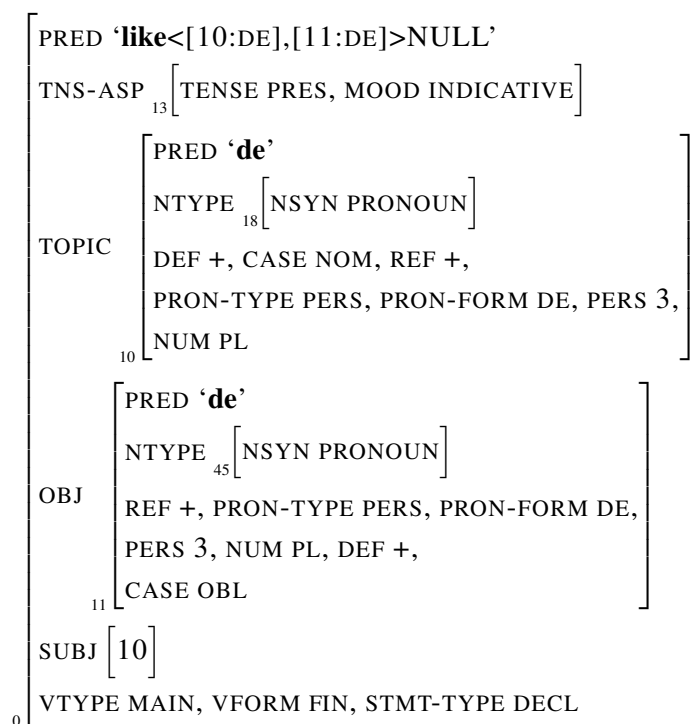 PRED ‘like<[10:DE],[11:DE]>NULL’
TNS-ASP 13[TENSE PRES, MOOD INDICATIVE]
PRED ‘de’
NTYPE 18[NSYN PRONOUN]
TOPIC
DEF +, CASE NOM, REF +,
PRON-TYPE PERS, PRON-FORM DE, PERS 3,
NUM PL
10
PRED ‘de’
NTYPE 45[NSYN PRONOUN]
OBJ
REF +, PRON-TYPE PERS, PRON-FORM DE,
PERS 3, NUM PL, DEF +,
CASE OBL
11
SUBJ [10]
VTYPE MAIN, VFORM FIN, STMT-TYPE DECL
0